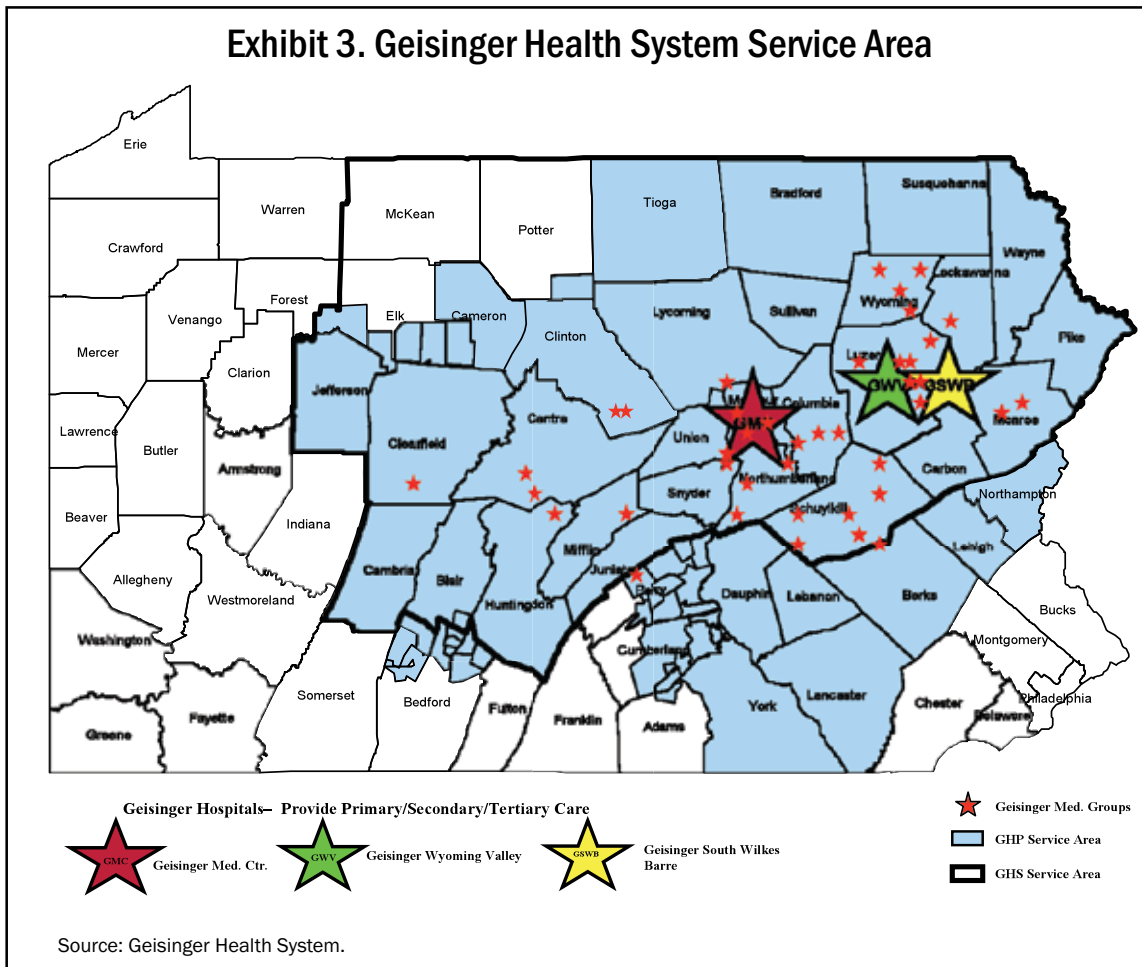 Exhibit 3. Geisinger Health System Service Area
Erie
Warren
McKean
Potter
Tioga
Bradford
Susquehanna
Wayne
Crawford
Forest
Elk
Cameron
Clinton
Lycoming
Sullivan
Wyoming
Lackawanna
Pike
Venango
Mercer
Clarion
Jefferson
Clearfield
Centre
Union
Columbia
GWV
GSWB
Monroe
Lawrence
Butler
Armstrong
Indiana
Snyder
Northumberland
Carbon
Northampton
Beaver
Schuylkill
Lehigh
Allegheny
Westmoreland
Cambria
Blair
Huntingdon
Mifflin
Juniata
Perry
Dauphin
Lebanon
Berks
Bucks
Washington
Cumberland
Montgomery
Philadelphia
Somerset
Bedford
Fulton
Franklin
Adams
York
Lancaster
Chester
Delaware
Greene
Fayette
Geisinger Hospitals– Provide Primary/Secondary/Tertiary Care
GMC
Geisinger Med. Ctr.
GWV
Geisinger Wyoming Valley
GSWB
Geisinger South Wilkes
Barre
Geisinger Med. Groups
GHP Service Area
GHS Service Area
Source: Geisinger Health System.